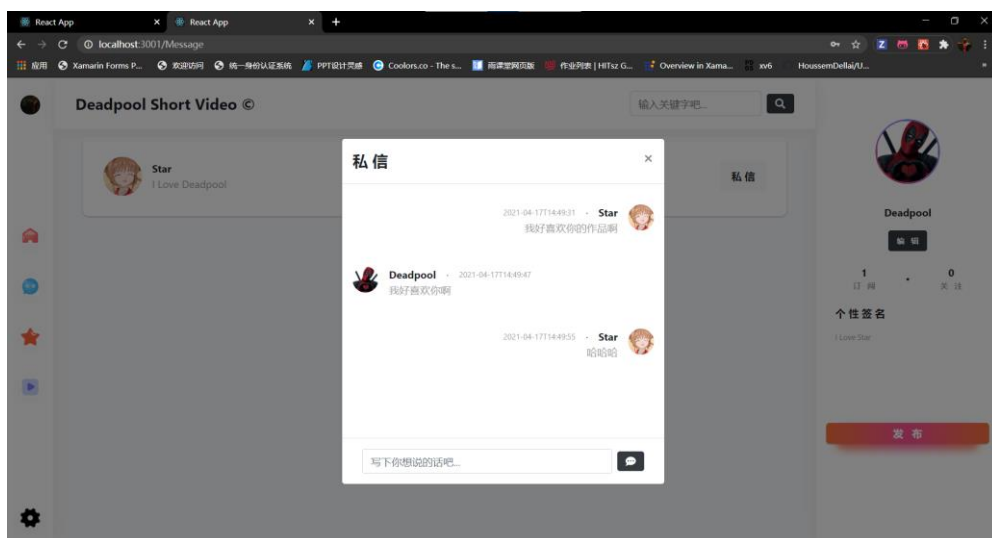 React App
React App
localhost:3001/Message
应用
Xamarin Forms P...
欢迎访问
统一身份认证系统
PPT设计灵感
Coolors.co - The s...
雨课堂网页版
作业列表 | HITsz G...
Overview in Xama...
xv6
HoussemDellai/U...
Deadpool Short Video ©
输入关键字吧...
Star
I Love Deadpool
私信
私信
×
2021-04-17T14:49:31 · Star
我好喜欢你的作品啊
Deadpool · 2021-04-17T14:49:47
我好喜欢你啊
2021-04-17T14:49:55 · Star
哈哈哈
写下你想说的话吧...
Deadpool
编辑
1 · 0
订阅 关注
个性签名
I Love Star
发布